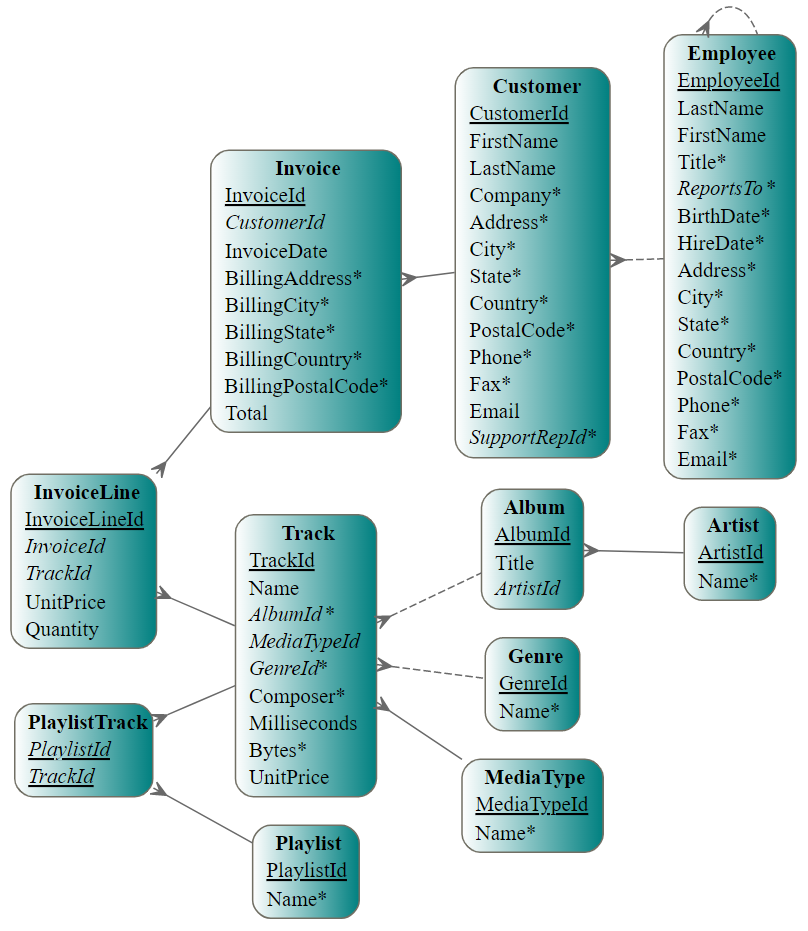 Employee
EmployeeId
LastName
FirstName
Title*
ReportsTo*
BirthDate*
HireDate*
Address*
City*
State*
Country*
PostalCode*
Phone*
Fax*
Email*
Customer
CustomerId
FirstName
LastName
Company*
Address*
City*
State*
Country*
PostalCode*
Phone*
Fax*
Email
SupportRepId*
Invoice
InvoiceId
CustomerId
InvoiceDate
BillingAddress*
BillingCity*
BillingState*
BillingCountry*
BillingPostalCode*
Total
InvoiceLine
InvoiceLineId
InvoiceId
TrackId
UnitPrice
Quantity
Track
TrackId
Name
AlbumId*
MediaTypeId
GenreId*
Composer*
Milliseconds
Bytes*
UnitPrice
Album
AlbumId
Title
ArtistId
Artist
ArtistId
Name*
Genre
GenreId
Name*
MediaType
MediaTypeId
Name*
PlaylistTrack
PlaylistId
TrackId
Playlist
PlaylistId
Name*